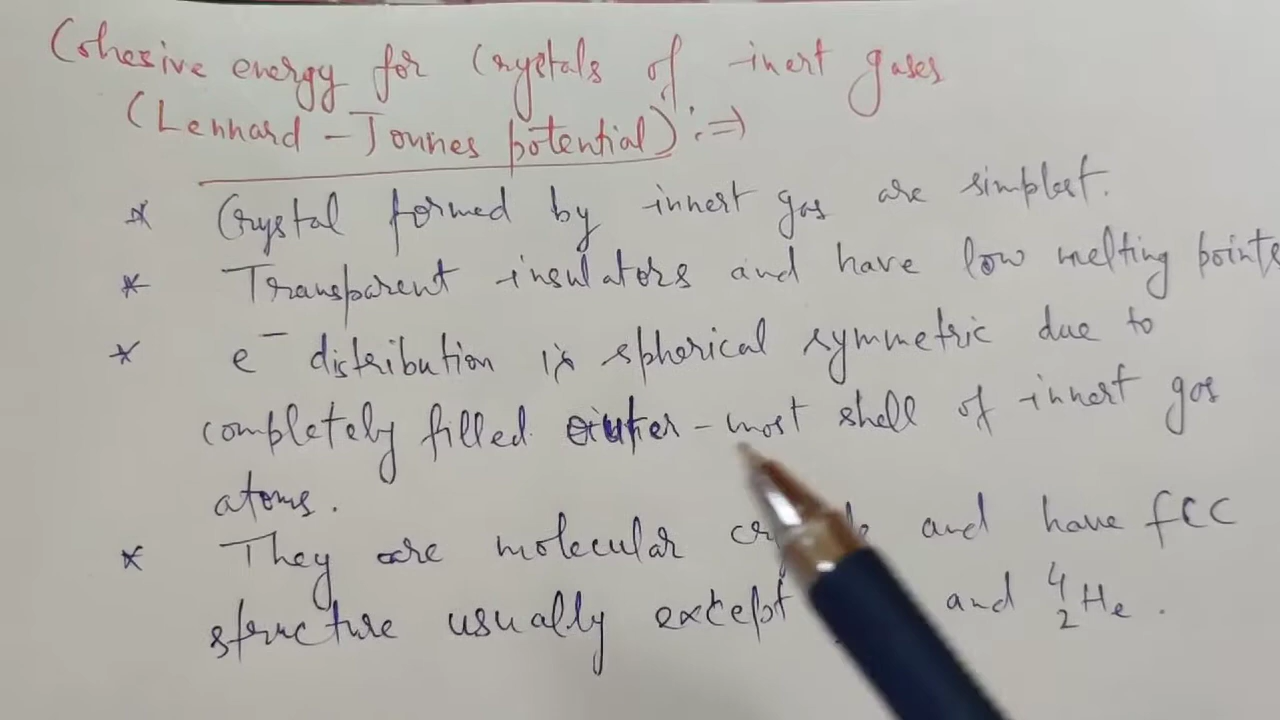 Cohesive energy for Crystals of inert gases
(Lennard - Jonnes potential) :⇒
* Crystal formed by innert gas are simplest.
* Transparent insulators and have low melting points
* e⁻ distribution is spherical symmetric due to
completely filled outer-most shell of innert gas
atoms.
* They are molecular and have fcc
structure usually except and ⁴₂He.